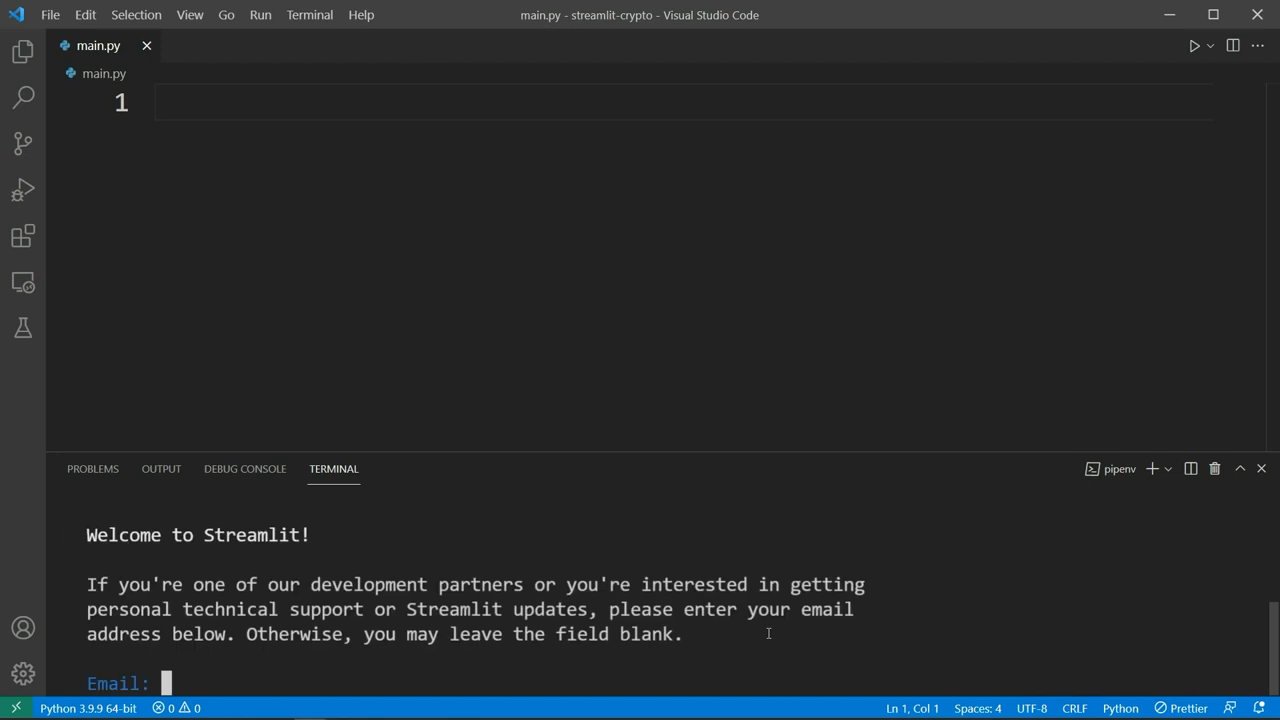 File Edit Selection View Go Run Terminal Help main.py - streamlit-crypto - Visual Studio Code
main.py
main.py
1
PROBLEMS OUTPUT DEBUG CONSOLE TERMINAL pipenv
Welcome to Streamlit!
If you're one of our development partners or you're interested in getting
personal technical support or Streamlit updates, please enter your email
address below. Otherwise, you may leave the field blank.
Email:
Python 3.9.9 64-bit 0 0 Ln 1, Col 1 Spaces: 4 UTF-8 CRLF Python Prettier